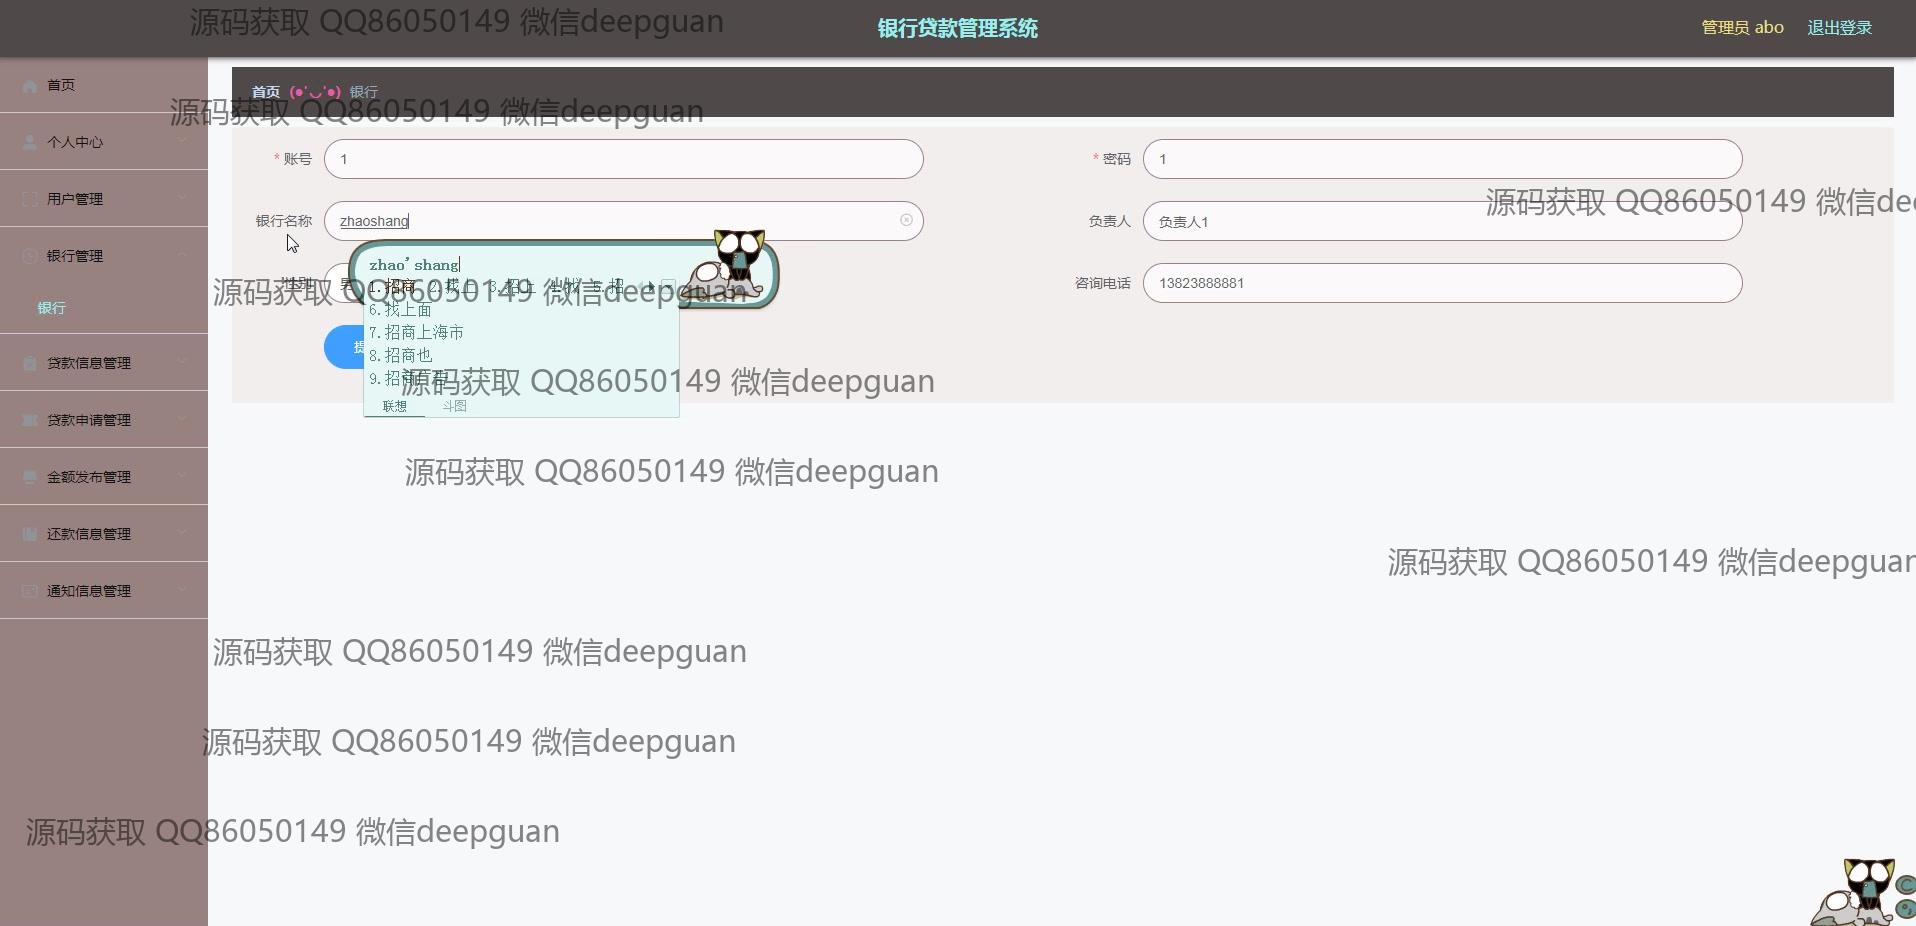 源码获取 QQ86050149 微信deepguan
银行贷款管理系统
管理员 abo
退出登录
首页
个人中心
用户管理
银行管理
银行
贷款信息管理
贷款申请管理
金额发布管理
还款信息管理
通知信息管理
首页 (●'◡'●) 银行
源码获取 QQ86050149 微信deepguan
* 账号 1
* 密码 1
源码获取 QQ86050149 微信dee
银行名称 zhaoshang
负责人 负责人1
性别 男
咨询电话 13823888881
zhao'shang
1.招商 2.找上 3.招上 4.找 5.招
源码获取 QQ86050149 微信deepguan
6.找上面
7.招商上海市
8.招商也
9.招商
源码获取 QQ86050149 微信deepguan
联想 斗图
源码获取 QQ86050149 微信deepguan
源码获取 QQ86050149 微信deepguan
源码获取 QQ86050149 微信deepguan
源码获取 QQ86050149 微信deepguan
源码获取 QQ86050149 微信deepguan